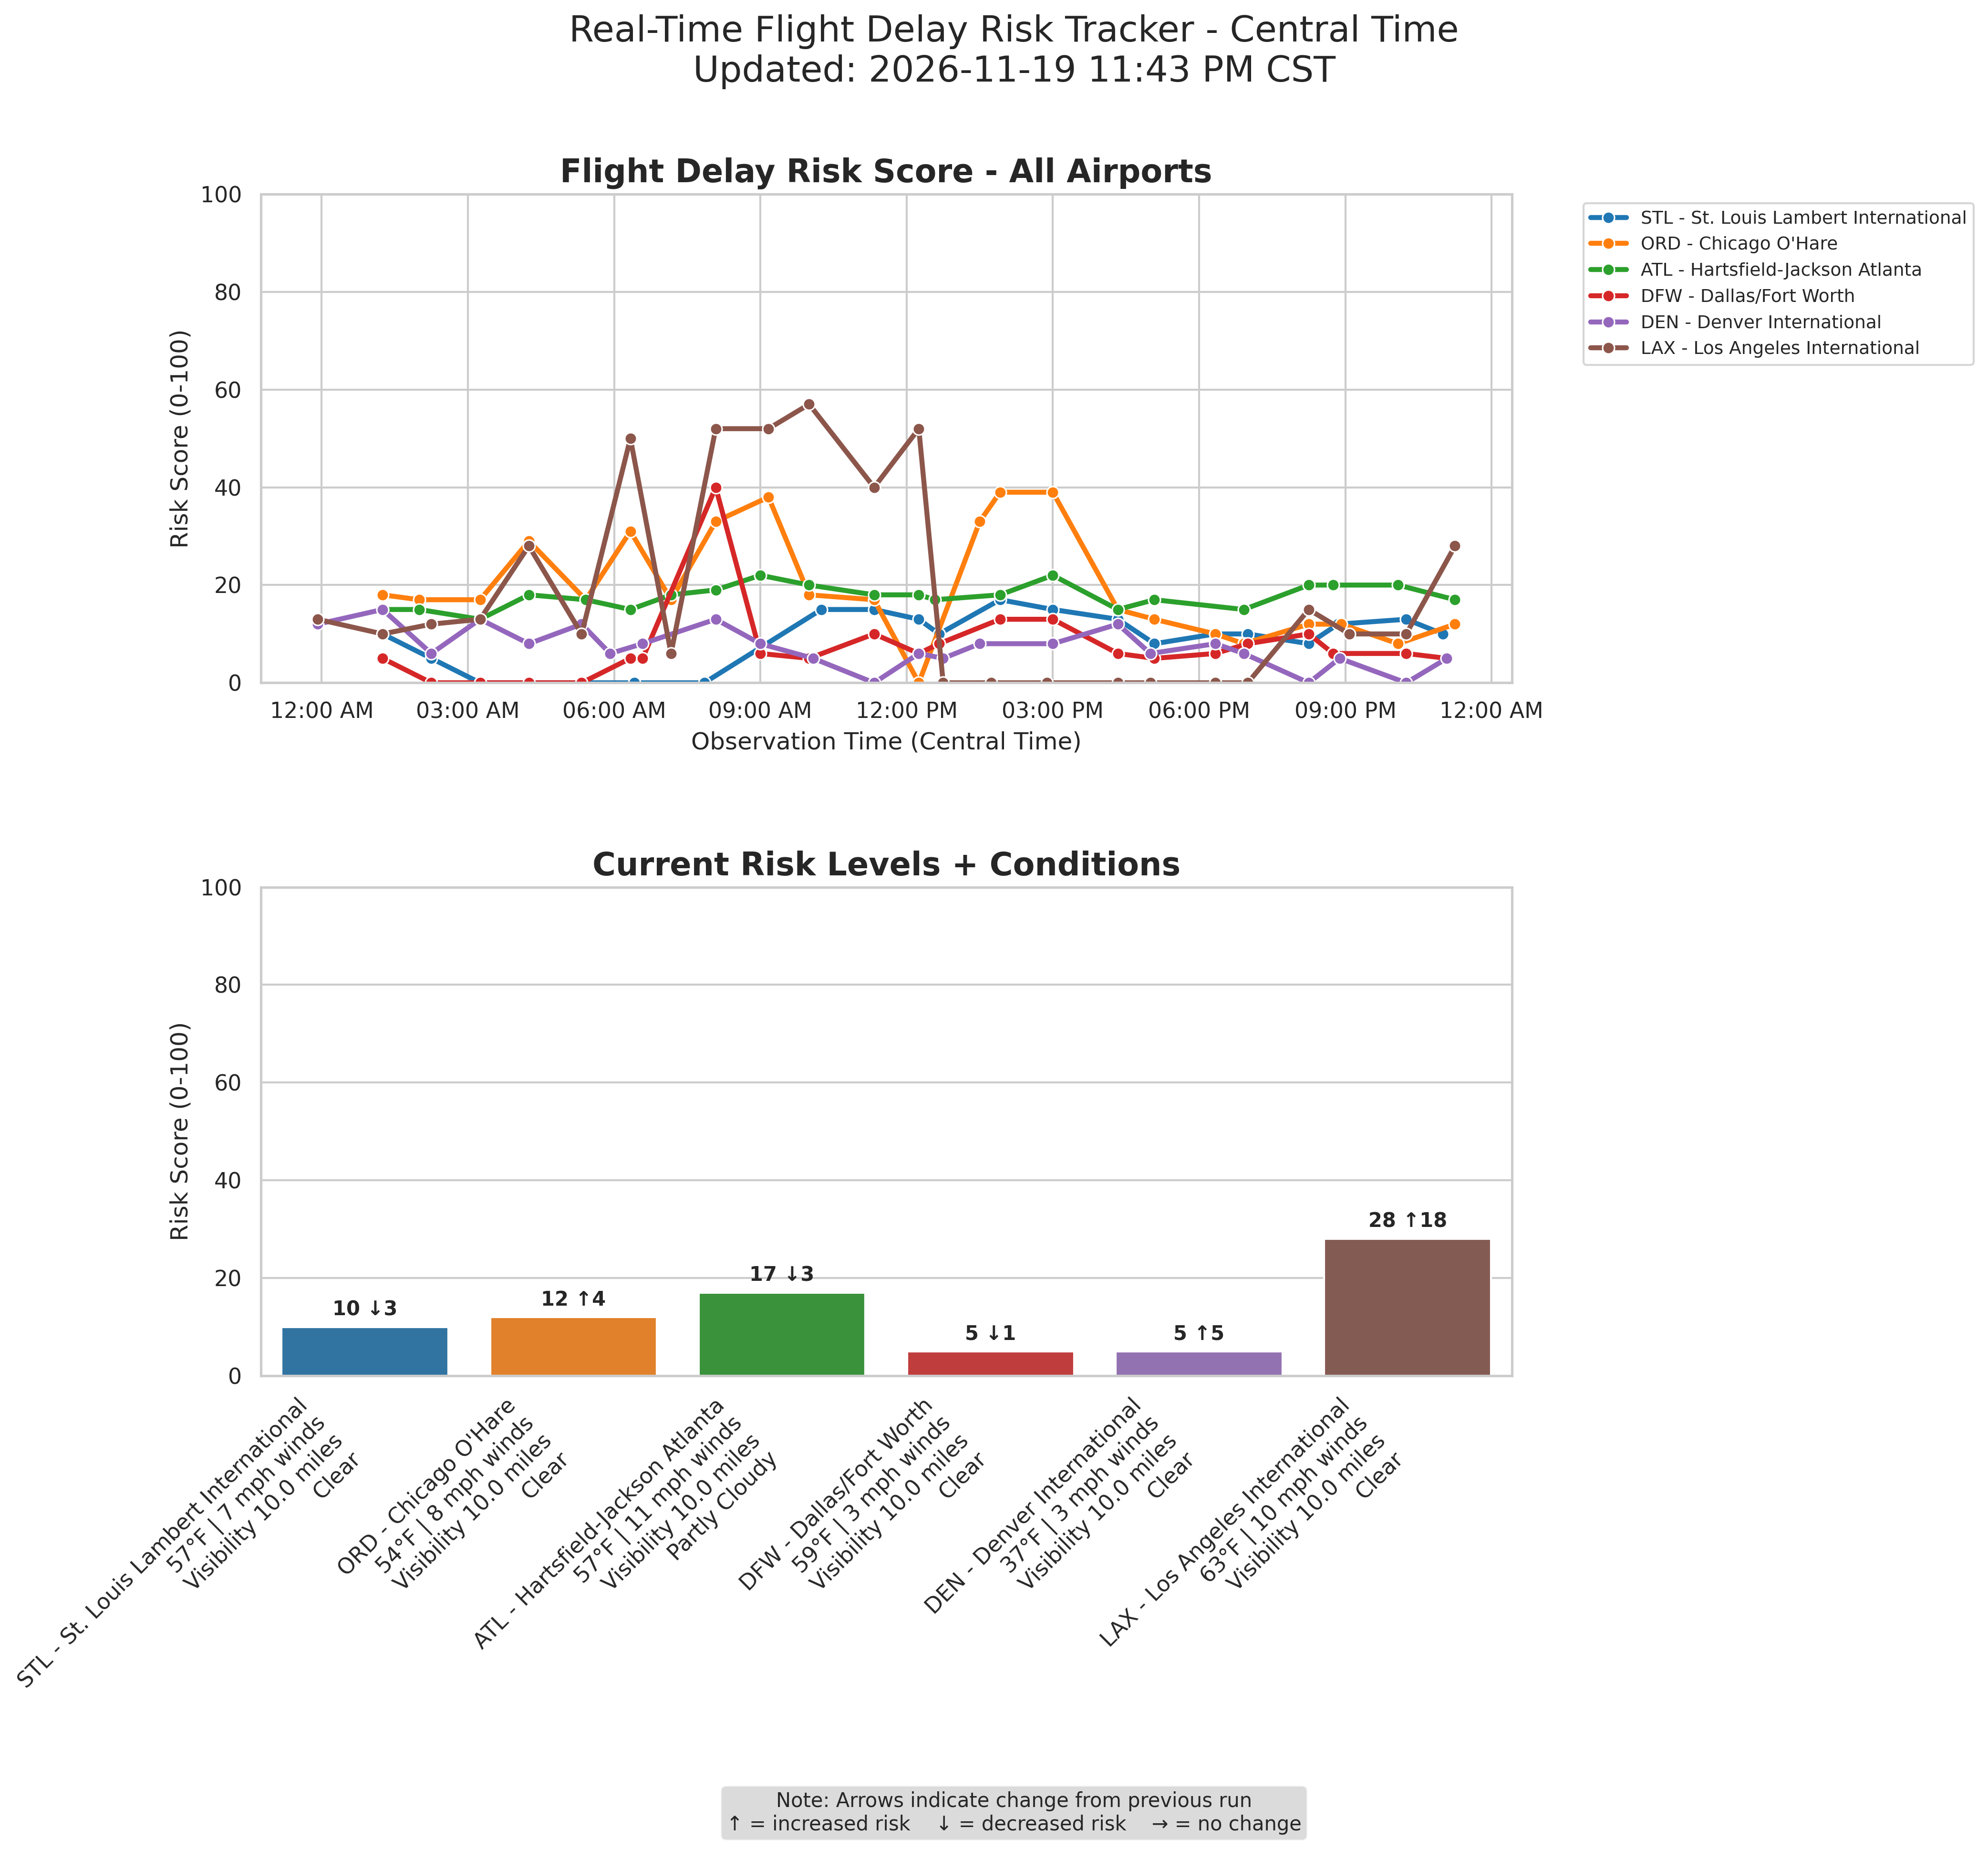 Real-Time Flight Delay Risk Tracker - Central Time
Updated: 2026-11-19 11:43 PM CST
Flight Delay Risk Score - All Airports
Risk Score (0-100)
100
80
60
40
20
0
12:00 AM
03:00 AM
06:00 AM
09:00 AM
12:00 PM
03:00 PM
06:00 PM
09:00 PM
12:00 AM
Observation Time (Central Time)
STL - St. Louis Lambert International
ORD - Chicago O'Hare
ATL - Hartsfield-Jackson Atlanta
DFW - Dallas/Fort Worth
DEN - Denver International
LAX - Los Angeles International
Current Risk Levels + Conditions
Risk Score (0-100)
100
80
60
40
20
0
10 ↓3
12 ↑4
17 ↓3
5 ↓1
5 ↑5
28 ↑18
STL - St. Louis Lambert International
57°F | 7 mph winds
Visibility 10.0 miles
Clear
ORD - Chicago O'Hare
54°F | 8 mph winds
Visibility 10.0 miles
Clear
ATL - Hartsfield-Jackson Atlanta
57°F | 11 mph winds
Visibility 10.0 miles
Partly Cloudy
DFW - Dallas/Fort Worth
59°F | 3 mph winds
Visibility 10.0 miles
Clear
DEN - Denver International
37°F | 3 mph winds
Visibility 10.0 miles
Clear
LAX - Los Angeles International
63°F | 10 mph winds
Visibility 10.0 miles
Clear
Note: Arrows indicate change from previous run
↑ = increased risk ↓ = decreased risk → = no change